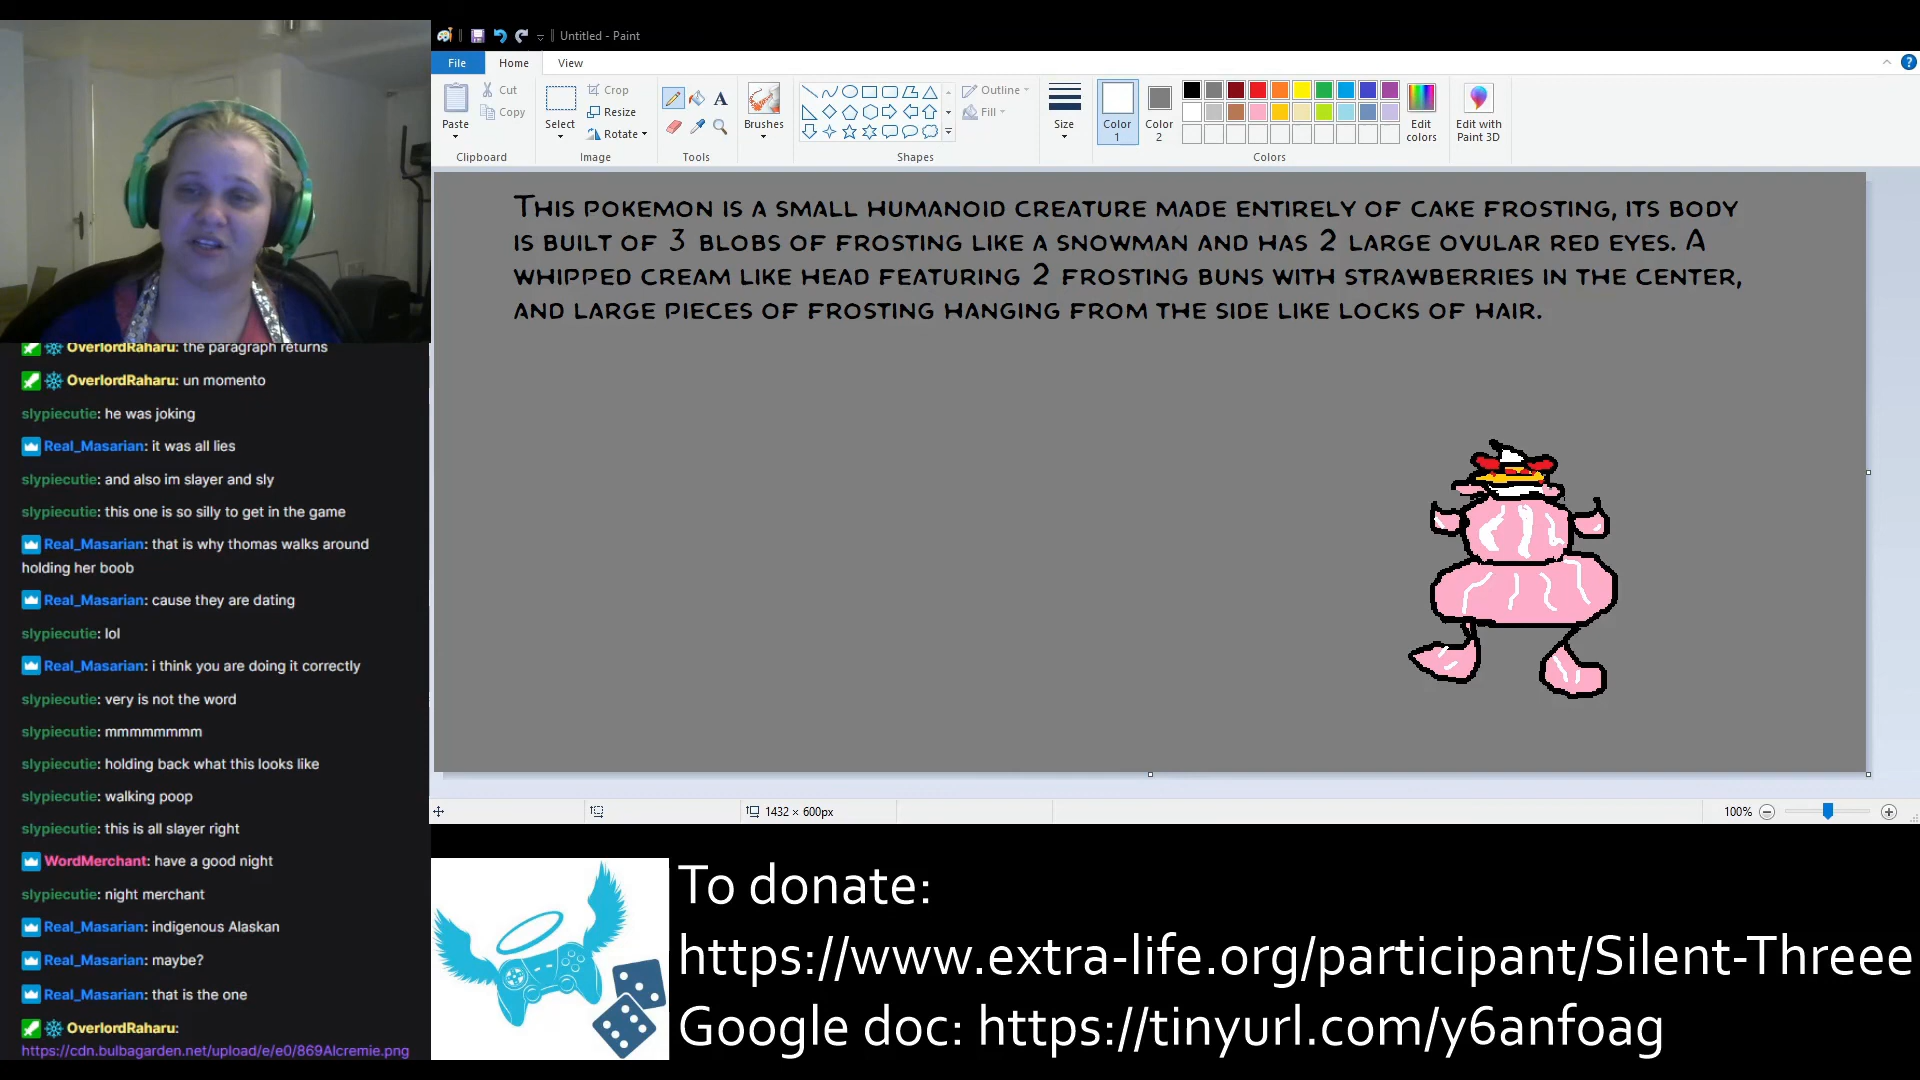 Untitled - Paint
File
Home
View
Paste
Cut
Copy
Clipboard
Select
Crop
Resize
Rotate
Image
Tools
Brushes
Shapes
Outline
Fill
Size
Color
1
Color
2
Colors
Edit
colors
Edit with
Paint 3D
This pokemon is a small humanoid creature made entirely of cake frosting, its body
is built of 3 blobs of frosting like a snowman and has 2 large ovular red eyes. A
whipped cream like head featuring 2 frosting buns with strawberries in the center,
and large pieces of frosting hanging from the side like locks of hair.
1432 × 600px
100%
OverlordRaharu: the paragraph returns
OverlordRaharu: un momento
slypiecutie: he was joking
Real_Masarian: it was all lies
slypiecutie: and also im slayer and sly
slypiecutie: this one is so silly to get in the game
Real_Masarian: that is why thomas walks around
holding her boob
Real_Masarian: cause they are dating
slypiecutie: lol
Real_Masarian: i think you are doing it correctly
slypiecutie: very is not the word
slypiecutie: mmmmmmmm
slypiecutie: holding back what this looks like
slypiecutie: walking poop
slypiecutie: this is all slayer right
WordMerchant: have a good night
slypiecutie: night merchant
Real_Masarian: indigenous Alaskan
Real_Masarian: maybe?
Real_Masarian: that is the one
OverlordRaharu:
https://cdn.bulbagarden.net/upload/e/e0/869Alcremie.png
To donate:
https://www.extra-life.org/participant/Silent-Threee
Google doc: https://tinyurl.com/y6anfoag